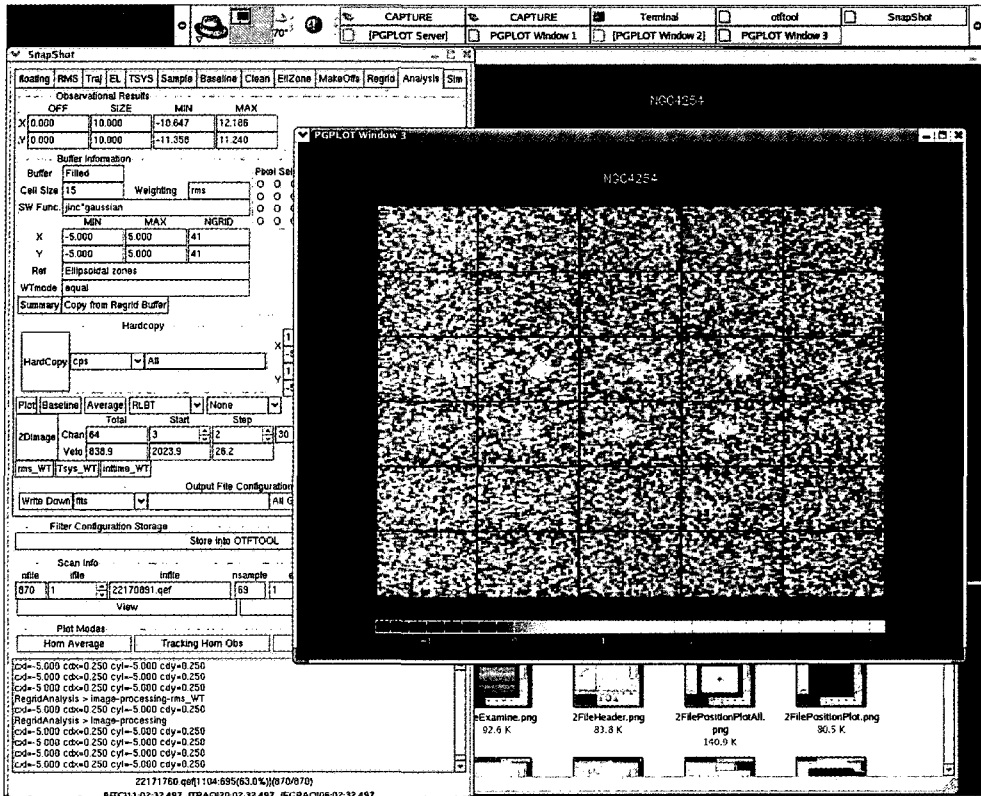 CAPTURE
CAPTURE
Terminal
otftool
SnapShot
70°
[PGPLOT Server]
PGPLOT Window 1
[PGPLOT Window 2]
PGPLOT Window 3
SnapShot
floating RMS Traj EL TSYS Sample Baseline Clean EllZone MakeOffs Regrid Analysis Sim
Observational Results
OFF SIZE MIN MAX
X 0.000 10.000 -10.647 12.186
Y 0.000 10.000 -11.358 11.240
Buffer Information
Buffer Filled
Pixel Sel
Cell Size 15 Weighting rms
SW Func. jinc*gaussian
MIN MAX NGRID
X -5.000 5.000 41
Y -5.000 5.000 41
Ref Ellipsoidal zones
WTmode equal
Summary Copy from Regrid Buffer
Hardcopy
HardCopy cps All
X
Y
Plot Baseline Average RLBT None
Total Start Step
2DImage Chan 64 3 2 30
Velo 838.9 2023.9 26.2
rms_WT Tsys_WT inttime_WT
Output File Configuration
Write Down fits All G
Filter Configuration Storage
Store into OTFTOOL
Scan Info
nfile ifile infile nsample
870 1 22170891.qef 69 1
View
Plot Modes
Horn Average Tracking Horn Obs
cxl=-5.000 cdx=0.250 cyl=-5.000 cdy=0.250
cxl=-5.000 cdx=0.250 cyl=-5.000 cdy=0.250
cxl=-5.000 cdx=0.250 cyl=-5.000 cdy=0.250
RegridAnalysis > image-processing-rms_WT
cxl=-5.000 cdx=0.250 cyl=-5.000 cdy=0.250
RegridAnalysis > image-processing
cxl=-5.000 cdx=0.250 cyl=-5.000 cdy=0.250
cxl=-5.000 cdx=0.250 cyl=-5.000 cdy=0.250
cxl=-5.000 cdx=0.250 cyl=-5.000 cdy=0.250
cxl=-5.000 cdx=0.250 cyl=-5.000 cdy=0.250
22171760.qef[1104:695(63.0%)](870/870)
[UTC]11:02:32.497
NGC4254
PGPLOT Window 3
NGC4254
-1
1
eExamine.png
92.6 K
2FileHeader.png
83.8 K
2FilePositionPlotAll.png
140.9 K
2FilePositionPlot.png
80.5 K